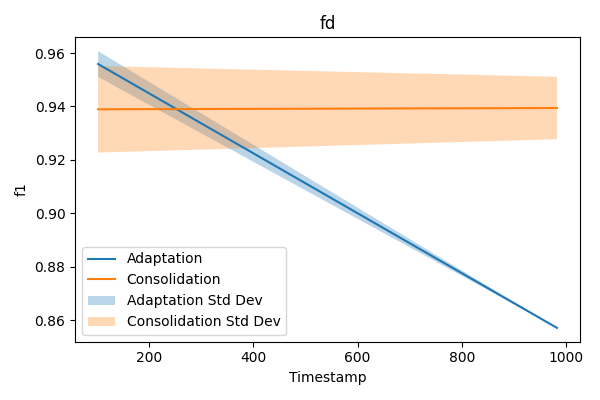 fd
0.96
0.94
0.92
0.90
0.88
0.86
f1
Adaptation
Consolidation
Adaptation Std Dev
Consolidation Std Dev
200
400
600
800
1000
Timestamp